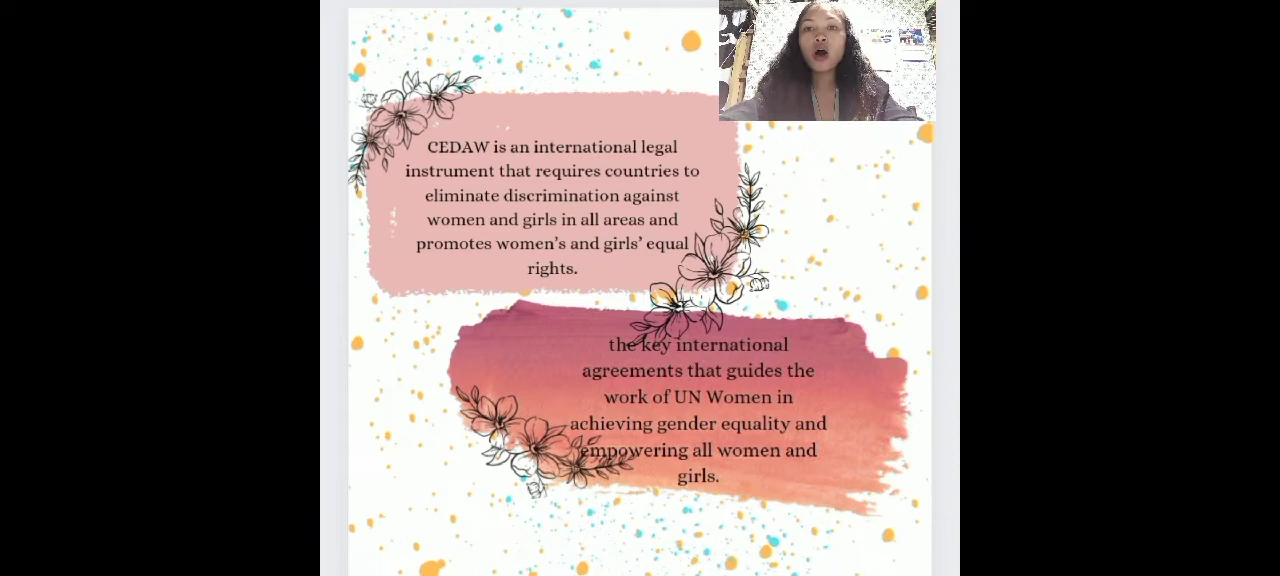 CEDAW is an international legal
instrument that requires countries to
eliminate discrimination against
women and girls in all areas and
promotes women's and girls' equal
rights.
the key international
agreements that guides the
work of UN Women in
achieving gender equality and
empowering all women and
girls.